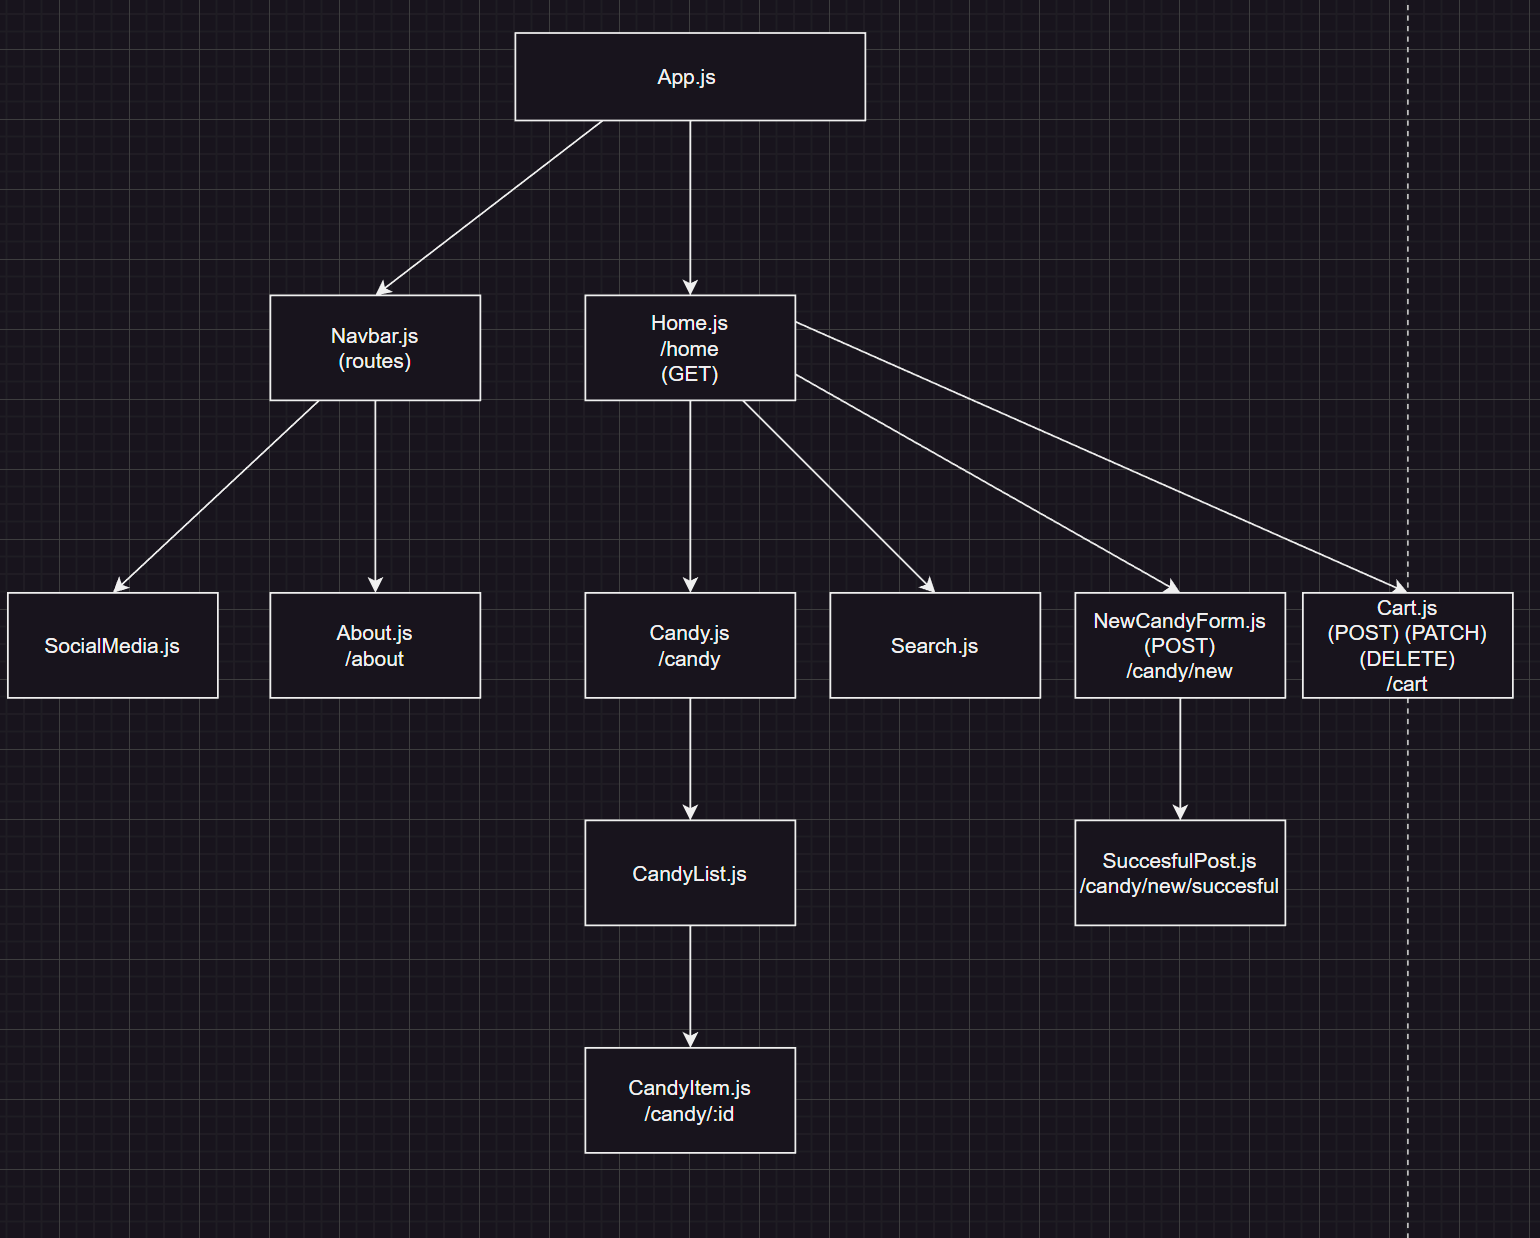 App.js
Navbar.js
(routes)
Home.js
/home
(GET)
SocialMedia.js
About.js
/about
Candy.js
/candy
Search.js
NewCandyForm.js
(POST)
/candy/new
Cart.js
(POST) (PATCH)
(DELETE)
/cart
CandyList.js
SuccesfulPost.js
/candy/new/succesful
CandyItem.js
/candy/:id